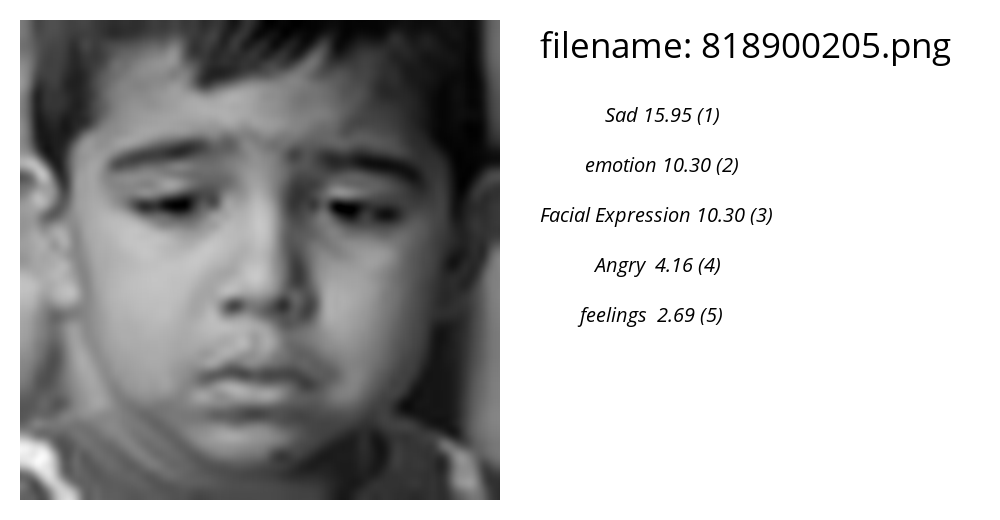 filename: 818900205.png
Sad 15.95 (1)
emotion 10.30 (2)
Facial Expression 10.30 (3)
Angry  4.16 (4)
feelings  2.69 (5)